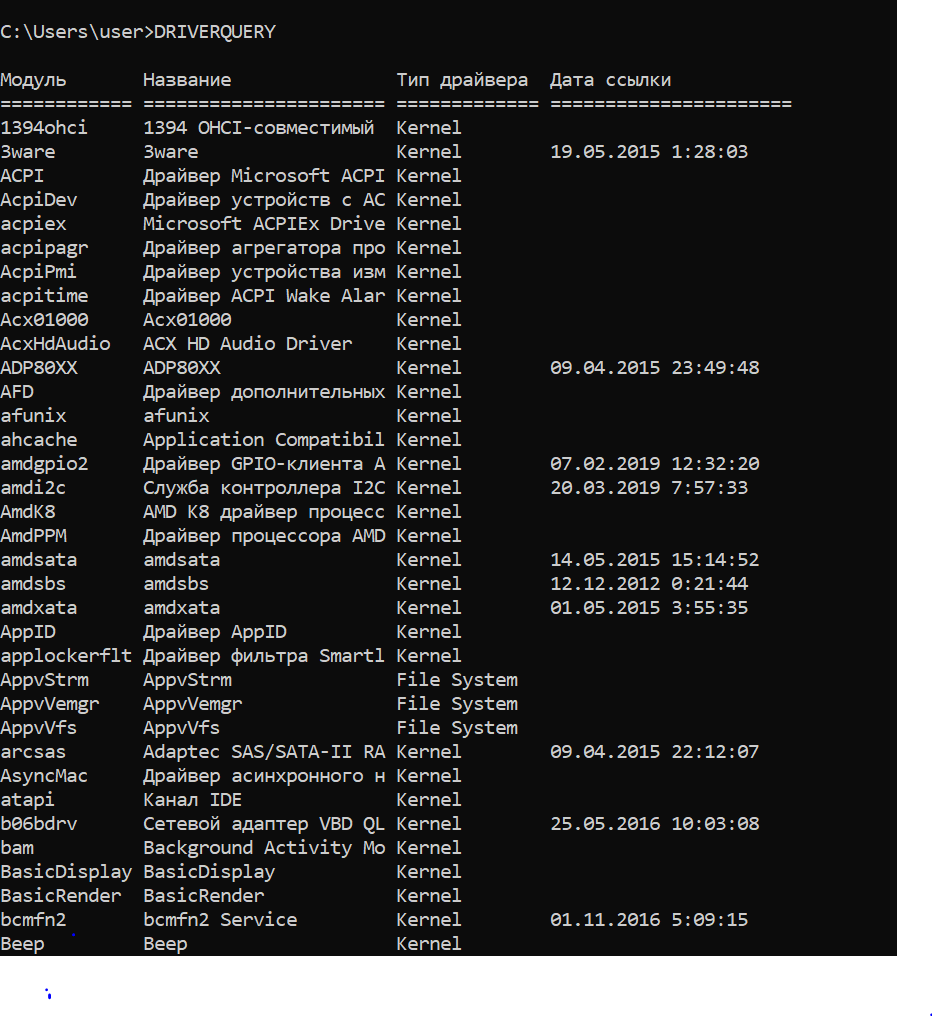 C:\Users\user>DRIVERQUERY
Модуль Название Тип драйвера Дата ссылки
============ ====================== ============= ======================
1394ohci 1394 OHCI-совместимый Kernel
3ware 3ware Kernel 19.05.2015 1:28:03
ACPI Драйвер Microsoft ACPI Kernel
AcpiDev Драйвер устройств с AC Kernel
acpiex Microsoft ACPIEx Drive Kernel
acpipagr Драйвер агрегатора про Kernel
AcpiPmi Драйвер устройства изм Kernel
acpitime Драйвер ACPI Wake Alar Kernel
Acx01000 Acx01000 Kernel
AcxHdAudio ACX HD Audio Driver Kernel
ADP80XX ADP80XX Kernel 09.04.2015 23:49:48
AFD Драйвер дополнительных Kernel
afunix afunix Kernel
ahcache Application Compatibil Kernel
amdgpio2 Драйвер GPIO-клиента A Kernel 07.02.2019 12:32:20
amdi2c Служба контроллера I2C Kernel 20.03.2019 7:57:33
AmdK8 AMD K8 драйвер процесс Kernel
AmdPPM Драйвер процессора AMD Kernel
amdsata amdsata Kernel 14.05.2015 15:14:52
amdsbs amdsbs Kernel 12.12.2012 0:21:44
amdxata amdxata Kernel 01.05.2015 3:55:35
AppID Драйвер AppID Kernel
applockerflt Драйвер фильтра Smartl Kernel
AppvStrm AppvStrm File System
AppvVemgr AppvVemgr File System
AppvVfs AppvVfs File System
arcsas Adaptec SAS/SATA-II RA Kernel 09.04.2015 22:12:07
AsyncMac Драйвер асинхронного н Kernel
atapi Канал IDE Kernel
b06bdrv Сетевой адаптер VBD QL Kernel 25.05.2016 10:03:08
bam Background Activity Mo Kernel
BasicDisplay BasicDisplay Kernel
BasicRender BasicRender Kernel
bcmfn2 bcmfn2 Service Kernel 01.11.2016 5:09:15
Beep Beep Kernel